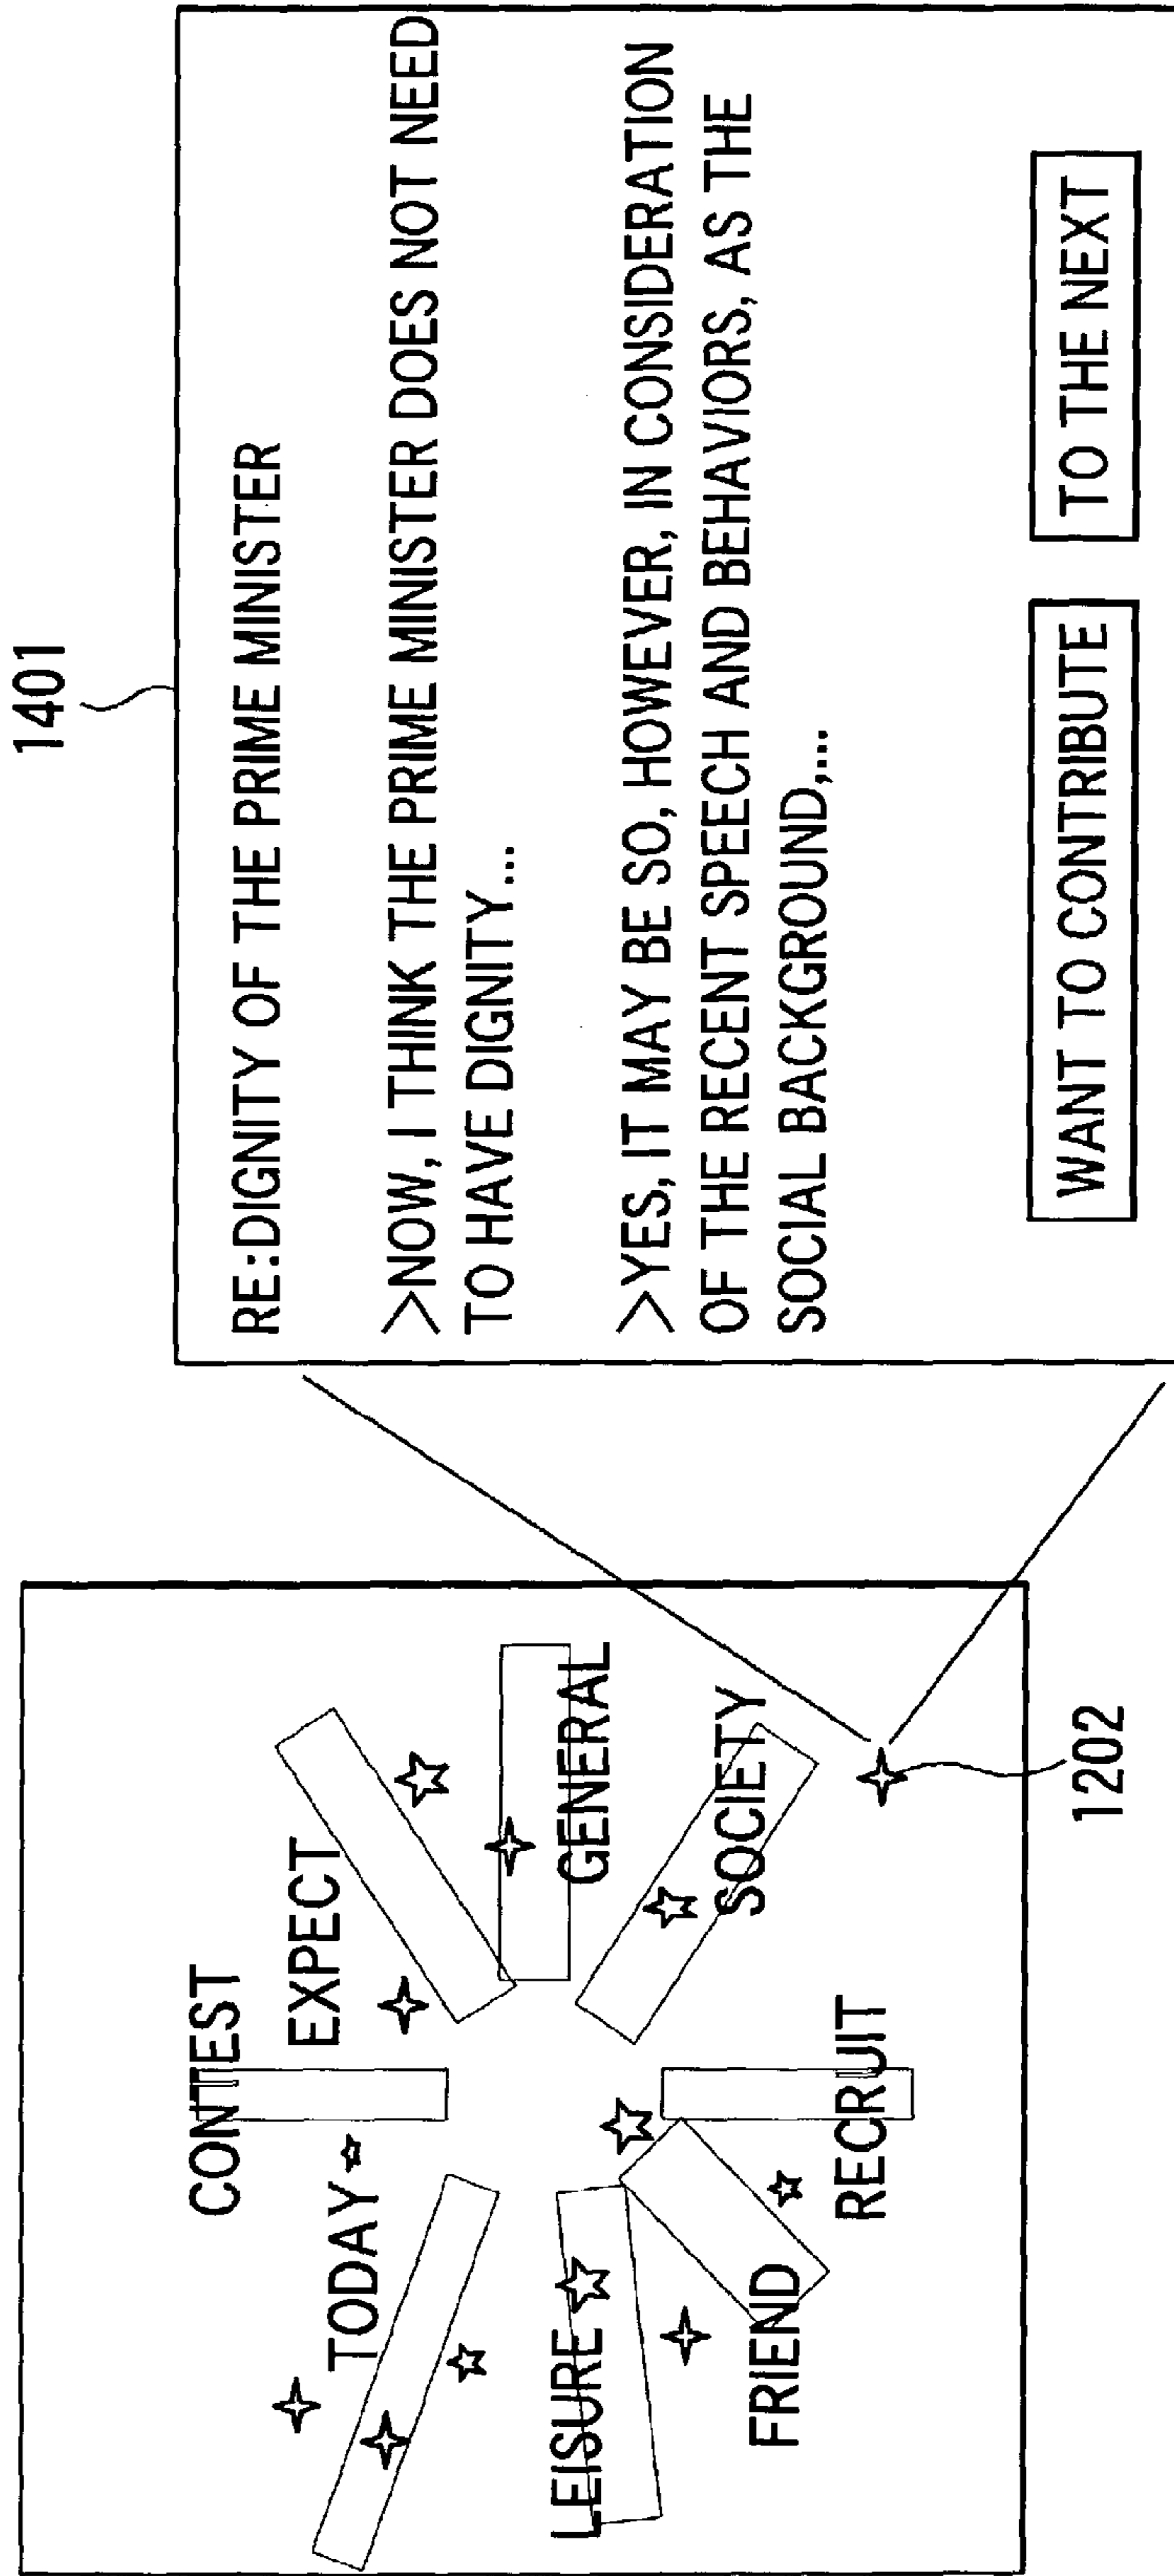 1401
CONTEST
EXPECT
TODAY
GENERAL
LEISURE
SOCIETY
FRIEND
RECRUIT
1202
RE:DIGNITY OF THE PRIME MINISTER
>NOW, I THINK THE PRIME MINISTER DOES NOT NEED
TO HAVE DIGNITY...
>YES, IT MAY BE SO, HOWEVER, IN CONSIDERATION
OF THE RECENT SPEECH AND BEHAVIORS, AS THE
SOCIAL BACKGROUND,...
WANT TO CONTRIBUTE
TO THE NEXT